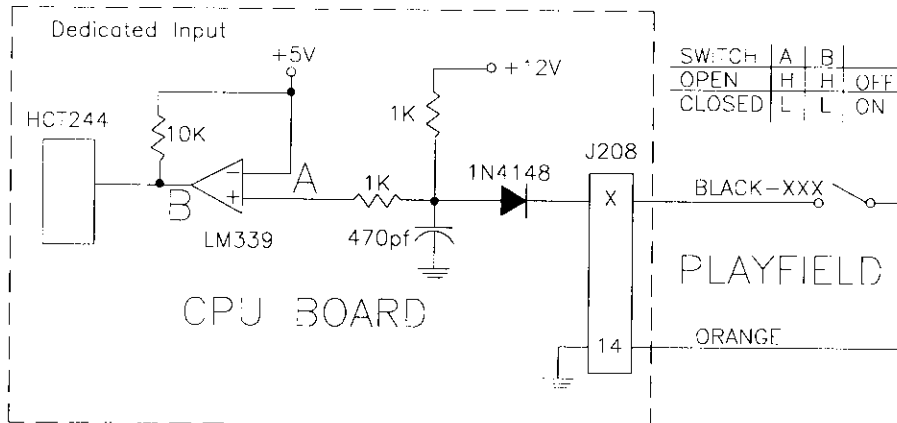 Dedicated Input
+5V
+12V
SWITCH A B
OPEN H H OFF
CLOSED L L ON
HCT244
10K
1K
J208
A
1K
1N4148
X
BLACK-XXX
B
LM339
470pf
CPU BOARD
PLAYFIELD
14
ORANGE